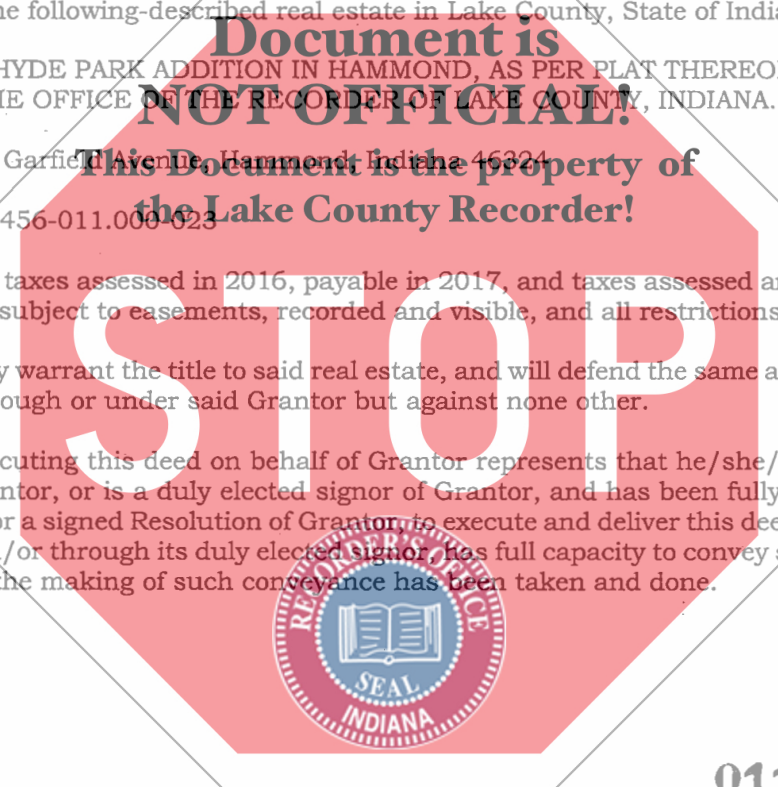 he following-described real estate in Lake County, State of India
Document is
HYDE PARK ADDITION IN HAMMOND, AS PER PLAT THEREO
NOT OFFICIAL!
IE OFFICE OF THE RECORDER OF LAKE COUNTY, INDIANA.
Garfield Avenue, Hammond, Indiana 46324
This Document is the property of
456-011.000-023
the Lake County Recorder!
taxes assessed in 2016, payable in 2017, and taxes assessed a
subject to easements, recorded and visible, and all restrictions
STOP
y warrant the title to said real estate, and will defend the same a
ough or under said Grantor but against none other.
cuting this deed on behalf of Grantor represents that he/she/
ntor, or is a duly elected signor of Grantor, and has been fully
or a signed Resolution of Grantor, to execute and deliver this dee
/or through its duly elected signor, has full capacity to convey s
the making of such conveyance has been taken and done.
RECORDER'S OFFICE
SEAL
INDIANA